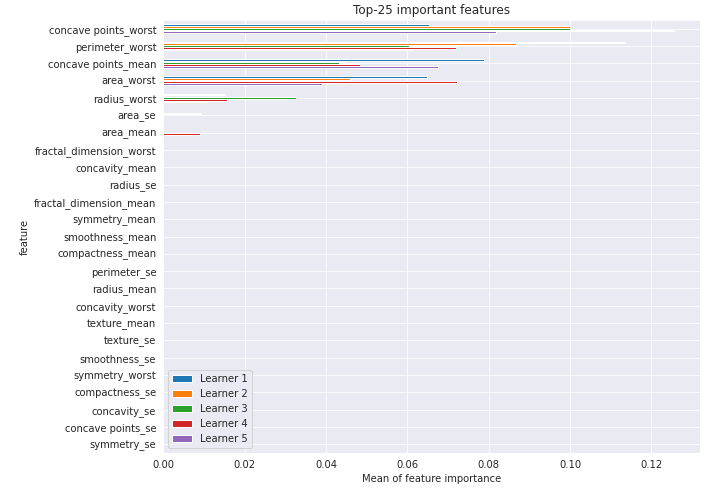 Top-25 important features
concave points_worst
perimeter_worst
concave points_mean
area_worst
radius_worst
area_se
area_mean
fractal_dimension_worst
concavity_mean
radius_se
fractal_dimension_mean
symmetry_mean
smoothness_mean
compactness_mean
perimeter_se
radius_mean
concavity_worst
texture_mean
texture_se
smoothness_se
symmetry_worst
compactness_se
concavity_se
concave points_se
symmetry_se
feature
Learner 1
Learner 2
Learner 3
Learner 4
Learner 5
0.00 0.02 0.04 0.06 0.08 0.10 0.12
Mean of feature importance